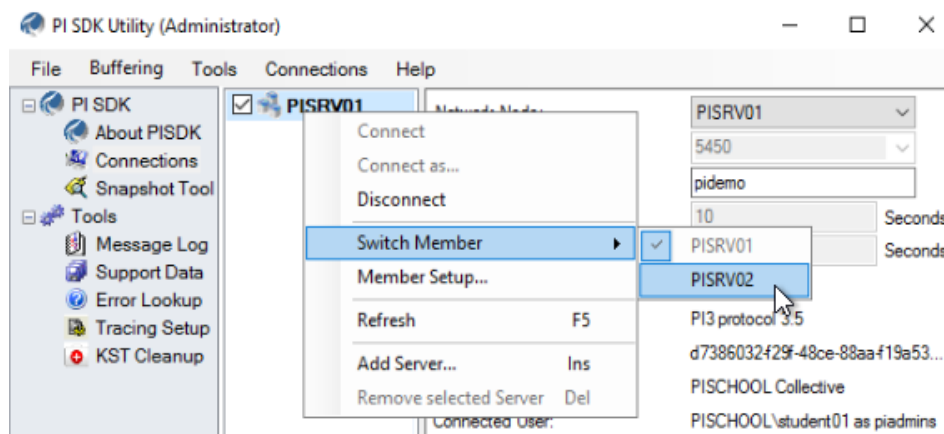 PI SDK Utility (Administrator)
File Buffering Tools Connections Help
PI SDK
About PISDK
Connections
Snapshot Tool
Tools
Message Log
Support Data
Error Lookup
Tracing Setup
KST Cleanup
PISRV01
Connect
Connect as...
Disconnect
Switch Member
Member Setup...
Refresh F5
Add Server... Ins
Remove selected Server Del
PISRV01
PISRV02
Network Node:
PISRV01
5450
pidemo
10 Seconds
Seconds
PI3 protocol 3.5
d7386032-f29f-48ce-88aa-f19a53...
PISCHOOL Collective
Connected User: PISCHOOL\student01 as piadmins